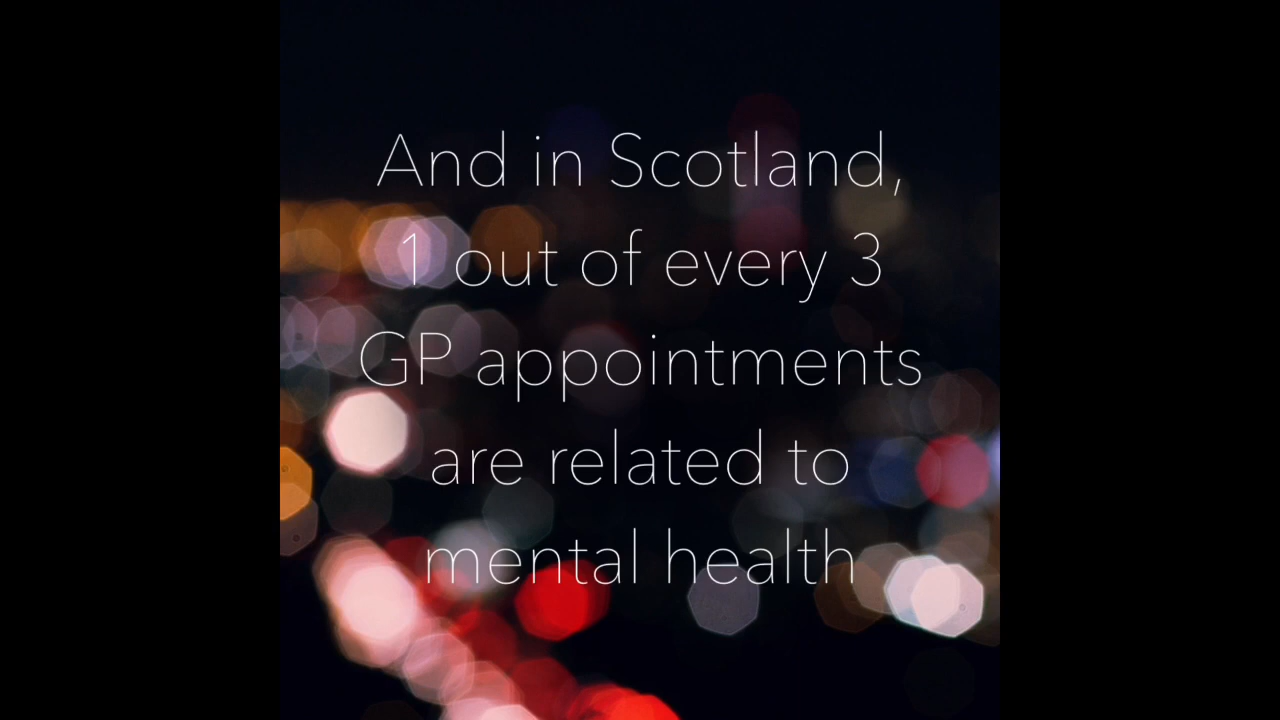 And in Scotland,
1 out of every 3
GP appointments
are related to
mental health